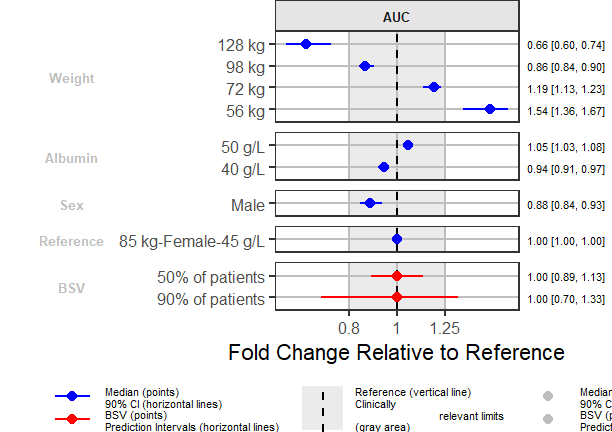 AUC
Weight
128 kg 0.66 [0.60, 0.74]
98 kg 0.86 [0.84, 0.90]
72 kg 1.19 [1.13, 1.23]
56 kg 1.54 [1.36, 1.67]
Albumin
50 g/L 1.05 [1.03, 1.08]
40 g/L 0.94 [0.91, 0.97]
Sex Male 0.88 [0.84, 0.93]
Reference 85 kg-Female-45 g/L 1.00 [1.00, 1.00]
BSV
50% of patients 1.00 [0.89, 1.13]
90% of patients 1.00 [0.70, 1.33]
0.8 1 1.25
Fold Change Relative to Reference
Median (points)
90% CI (horizontal lines)
BSV (points)
Prediction Intervals (horizontal lines)
Reference (vertical line)
Clinically
relevant limits
(gray area)
Median
90% C
BSV (p
Predict